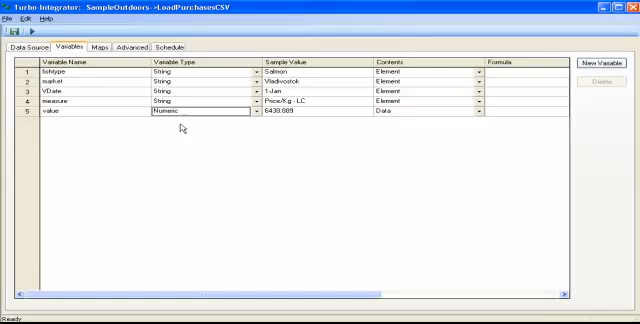 Turbo Integrator: SampleOutdoors->LoadPurchasesCSV
File Edit Help
Data Source Variables Maps Advanced Schedule
Variable Name Variable Type Sample Value Contents Formula
1 fishtype String Salmon Element
2 market String Vladivostok Element
3 VDate String 1-Jan Element
4 measure String Price/Kg - LC Element
5 value Numeric 6438.889 Data
New Variable
Delete
Ready